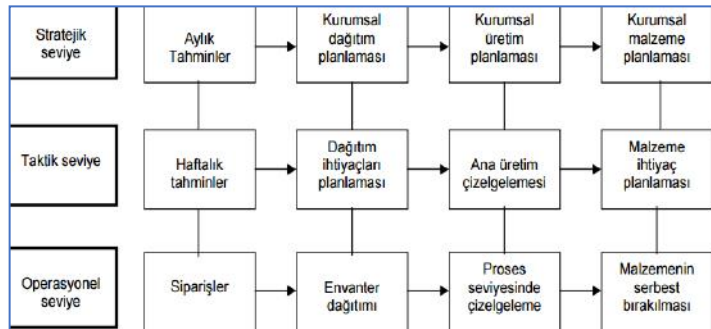 Stratejik
seviye
Aylık
Tahminler
Kurumsal
dağıtım
planlaması
Kurumsal
üretim
planlaması
Kurumsal
malzeme
planlaması
Taktik seviye
Haftalık
tahminler
Dağıtım
ihtiyaçları
planlaması
Ana üretim
çizelgelemesi
Malzeme
ihtiyaç
planlaması
Operasyonel
seviye
Siparişler
Envanter
dağıtımı
Proses
seviyesinde
çizelgeleme
Malzemenin
serbest
bırakılması